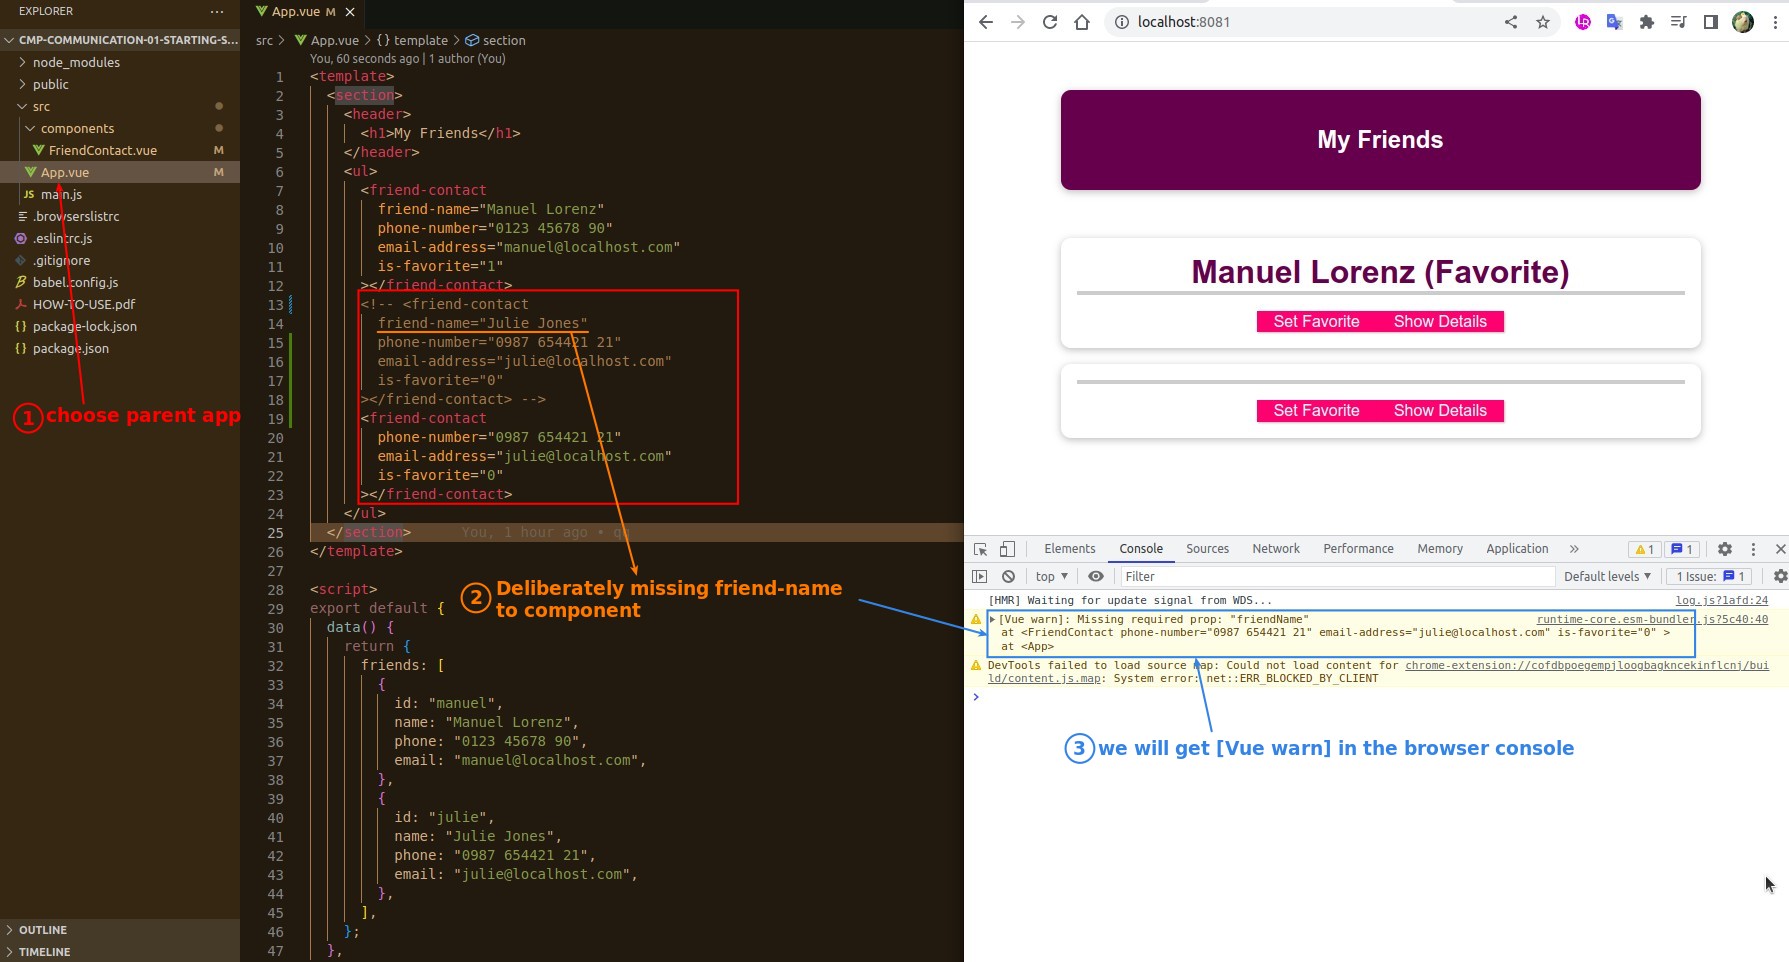 EXPLORER
CMP-COMMUNICATION-01-STARTING-S...
node_modules
public
src
components
FriendContact.vue M
App.vue M
main.js
.browserslistrc
.eslintrc.js
.gitignore
babel.config.js
HOW-TO-USE.pdf
package-lock.json
package.json
1 choose parent app
OUTLINE
TIMELINE
App.vue M
src > App.vue > {} template > section
You, 60 seconds ago | 1 author (You)
1 <template>
2 <section>
3 <header>
4 <h1>My Friends</h1>
5 </header>
6 <ul>
7 <friend-contact
8 friend-name="Manuel Lorenz"
9 phone-number="0123 45678 90"
10 email-address="manuel@localhost.com"
11 is-favorite="1"
12 ></friend-contact>
13 <!-- <friend-contact
14 friend-name="Julie Jones"
15 phone-number="0987 654421 21"
16 email-address="julie@localhost.com"
17 is-favorite="0"
18 ></friend-contact> -->
19 <friend-contact
20 phone-number="0987 654421 21"
21 email-address="julie@localhost.com"
22 is-favorite="0"
23 ></friend-contact>
24 </ul>
25 </section> You, 1 hour ago •
26 </template>
27
28 <script>
29 export default {
30 data() {
31 return {
32 friends: [
33 {
34 id: "manuel",
35 name: "Manuel Lorenz",
36 phone: "0123 45678 90",
37 email: "manuel@localhost.com",
38 },
39 {
40 id: "julie",
41 name: "Julie Jones",
42 phone: "0987 654421 21",
43 email: "julie@localhost.com",
44 },
45 ],
46 };
47 },
2 Deliberately missing friend-name
to component
localhost:8081
My Friends
Manuel Lorenz (Favorite)
Set Favorite Show Details
Set Favorite Show Details
Elements Console Sources Network Performance Memory Application » 1 1
top Filter Default levels 1 Issue: 1
[HMR] Waiting for update signal from WDS... log.js?1afd:24
[Vue warn]: Missing required prop: "friendName" runtime-core.esm-bundler.js?5c40:40
at <FriendContact phone-number="0987 654421 21" email-address="julie@localhost.com" is-favorite="0" >
at <App>
DevTools failed to load source map: Could not load content for chrome-extension://cofdbpoegempjloogbagkncekinflcnj/bui
ld/content.js.map: System error: net::ERR_BLOCKED_BY_CLIENT
3 we will get [Vue warn] in the browser console